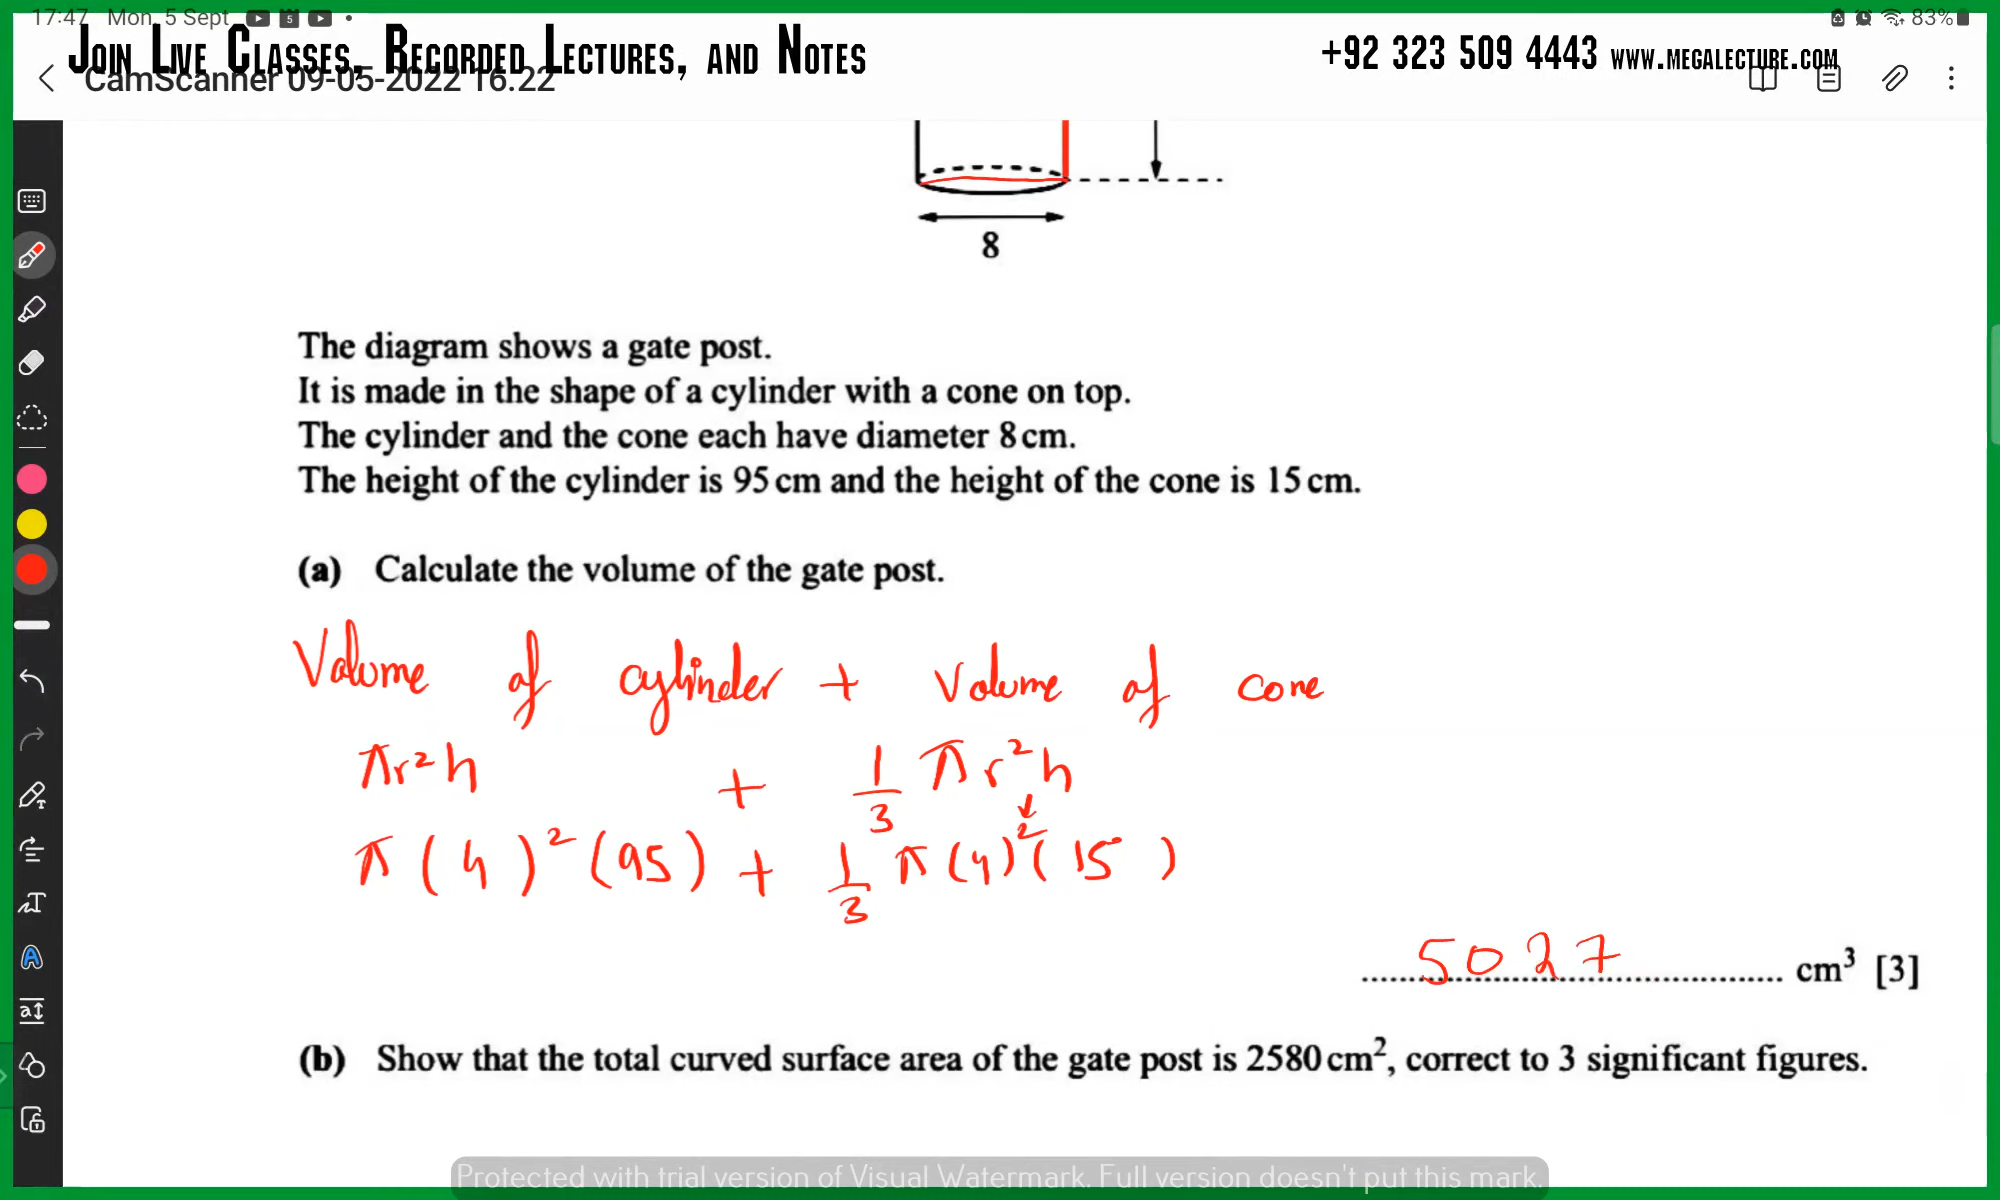 17:47 Mon, 5 Sept 5 83%
JOIN LIVE CLASSES, RECORDED LECTURES, AND NOTES +92 323 509 4443 WWW.MEGALECTURE.COM
CamScanner 09-05-2022 16.22
8
The diagram shows a gate post.
It is made in the shape of a cylinder with a cone on top.
The cylinder and the cone each have diameter 8 cm.
The height of the cylinder is 95 cm and the height of the cone is 15 cm.
(a) Calculate the volume of the gate post.
Volume of cylinder + Volume of cone
πr²h + 1/3 πr²h
π(4)²(95) + 1/3 π(4)²(15)
5027 cm³ [3]
(b) Show that the total curved surface area of the gate post is 2580 cm², correct to 3 significant figures.
Protected with trial version of Visual Watermark. Full version doesn't put this mark.